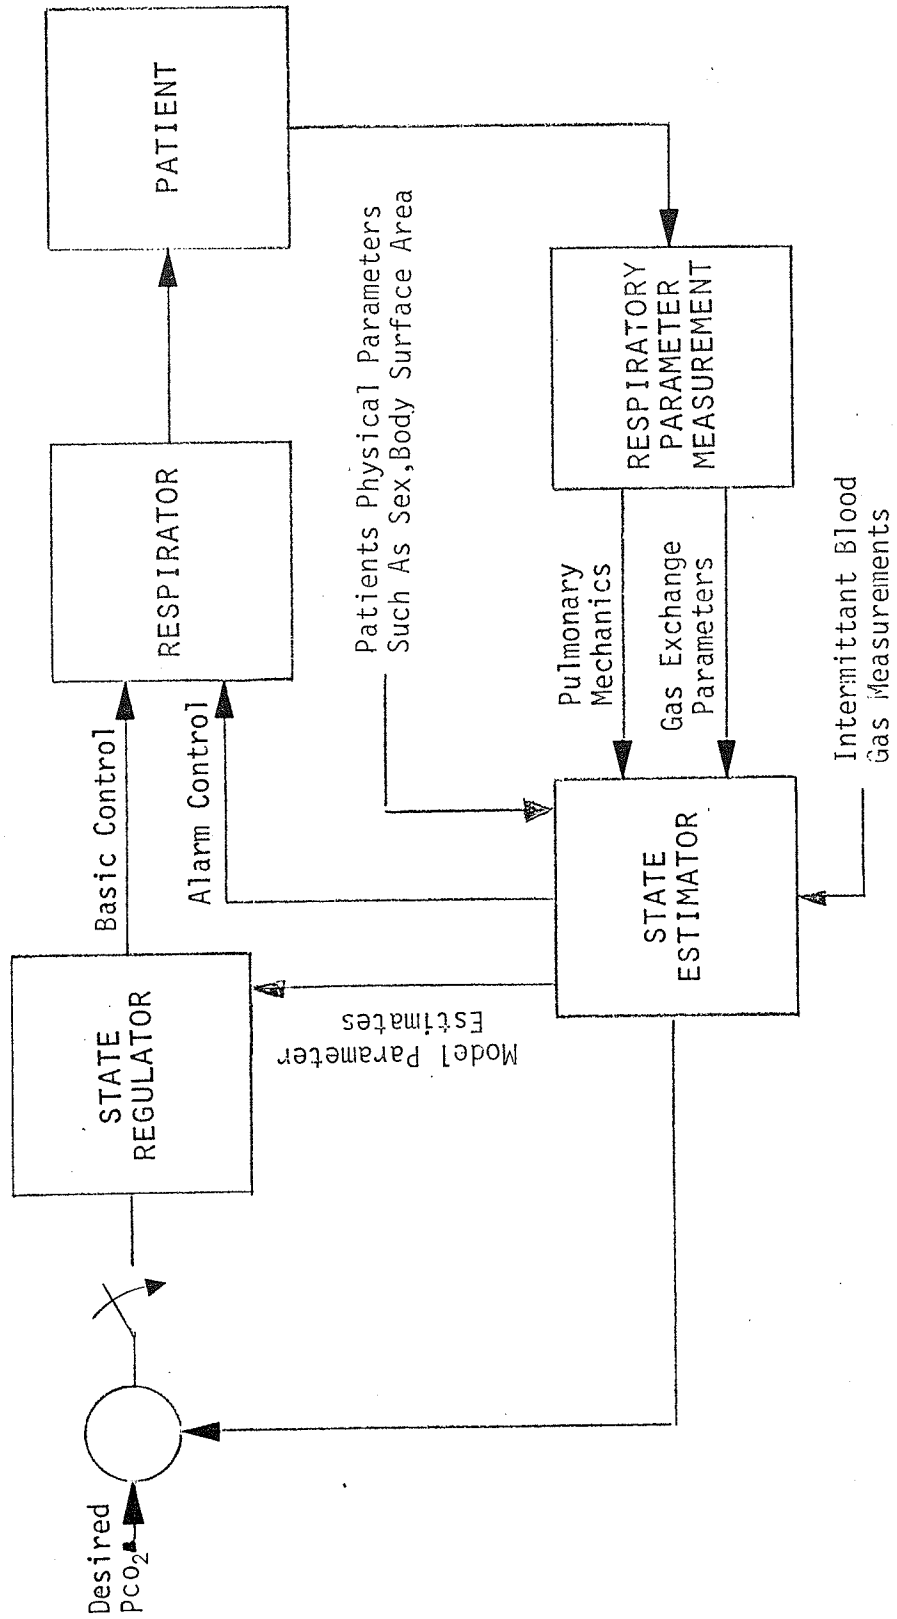 Desired
PCO2
STATE
REGULATOR
Basic Control
Alarm Control
RESPIRATOR
PATIENT
Model Parameter
Estimates
Patients Physical Parameters
Such As Sex,Body Surface Area
STATE
ESTIMATOR
Pulmonary
Mechanics
Gas Exchange
Parameters
RESPIRATORY
PARAMETER
MEASUREMENT
Intermittant Blood
Gas Measurements